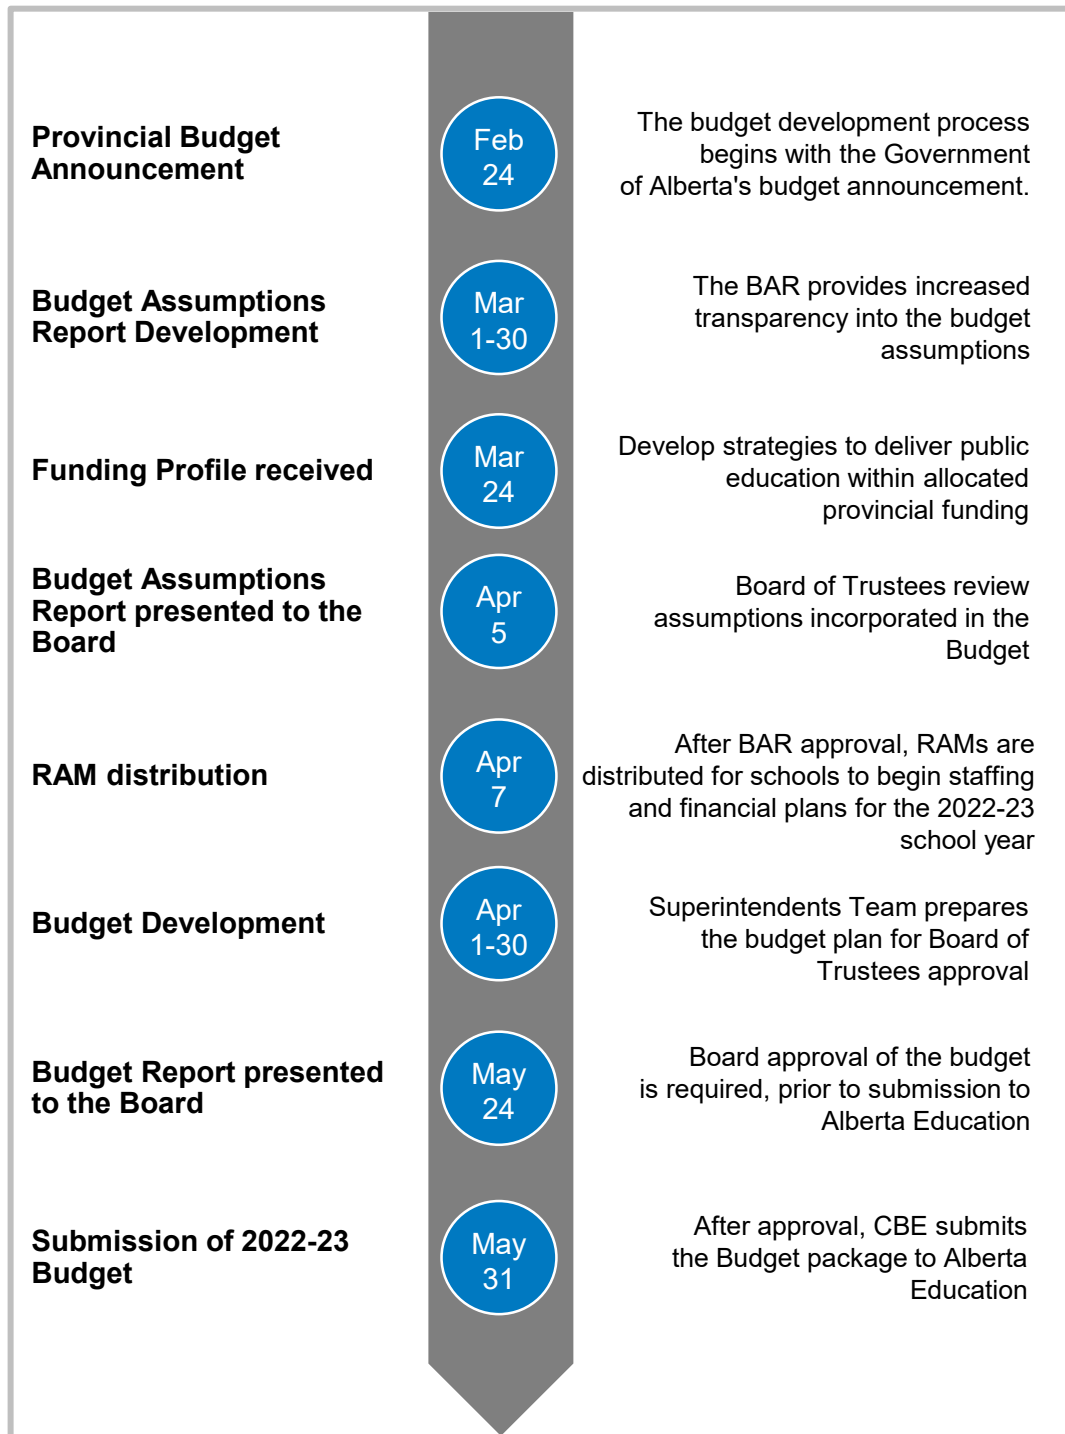 Provincial Budget
Announcement
Feb
24
The budget development process
begins with the Government
of Alberta's budget announcement.
Budget Assumptions
Report Development
Mar
1-30
The BAR provides increased
transparency into the budget
assumptions
Funding Profile received
Mar
24
Develop strategies to deliver public
education within allocated
provincial funding
Budget Assumptions
Report presented to the
Board
Apr
5
Board of Trustees review
assumptions incorporated in the
Budget
RAM distribution
Apr
7
After BAR approval, RAMs are
distributed for schools to begin staffing
and financial plans for the 2022-23
school year
Budget Development
Apr
1-30
Superintendents Team prepares
the budget plan for Board of
Trustees approval
Budget Report presented
to the Board
May
24
Board approval of the budget
is required, prior to submission to
Alberta Education
Submission of 2022-23
Budget
May
31
After approval, CBE submits
the Budget package to Alberta
Education